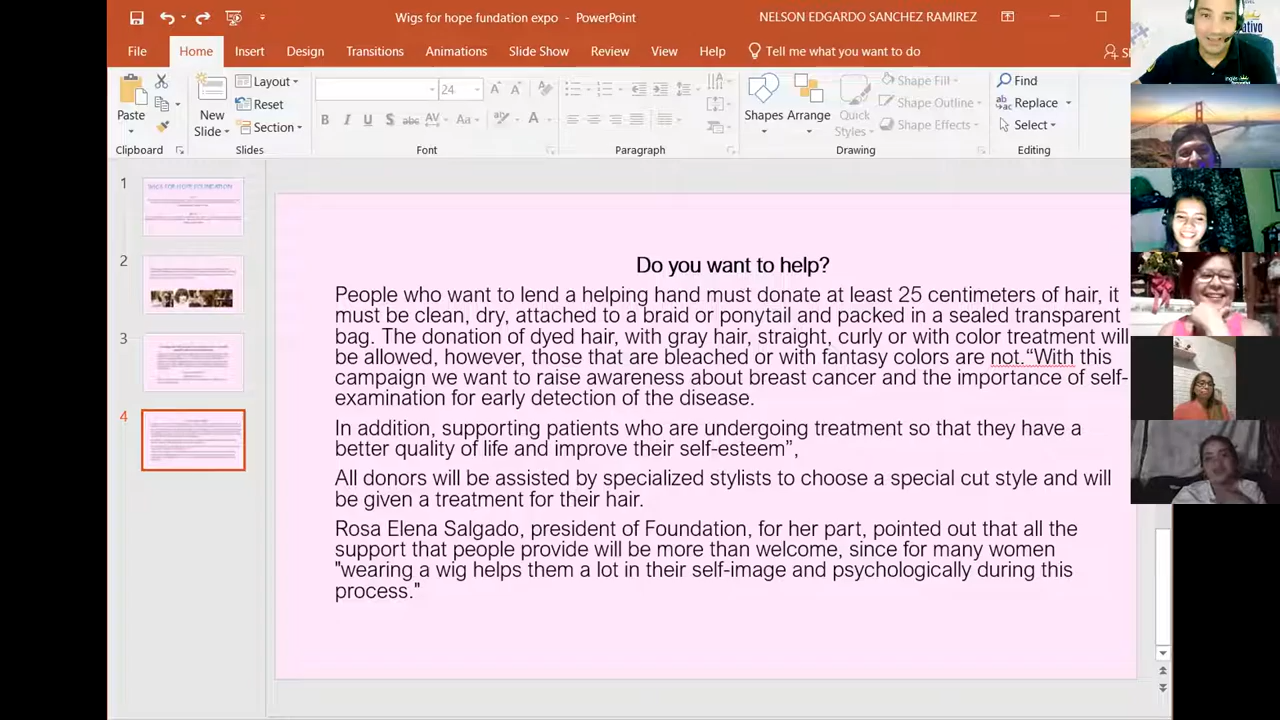 Wigs for hope fundation expo - PowerPoint
NELSON EDGARDO SANCHEZ RAMIREZ
File Home Insert Design Transitions Animations Slide Show Review View Help Tell me what you want to do
Paste
Clipboard
New Slide
Layout
Reset
Section
Slides
24
Font
Paragraph
Shapes
Arrange
Quick Styles
Shape Fill
Shape Outline
Shape Effects
Drawing
Find
Replace
Select
Editing
1
WIGS FOR HOPE FOUNDATION
2
3
4
Do you want to help?
People who want to lend a helping hand must donate at least 25 centimeters of hair, it
must be clean, dry, attached to a braid or ponytail and packed in a sealed transparent
bag. The donation of dyed hair, with gray hair, straight, curly or with color treatment will
be allowed, however, those that are bleached or with fantasy colors are not.“With this
campaign we want to raise awareness about breast cancer and the importance of self-
examination for early detection of the disease.
In addition, supporting patients who are undergoing treatment so that they have a
better quality of life and improve their self-esteem”,
All donors will be assisted by specialized stylists to choose a special cut style and will
be given a treatment for their hair.
Rosa Elena Salgado, president of Foundation, for her part, pointed out that all the
support that people provide will be more than welcome, since for many women
"wearing a wig helps them a lot in their self-image and psychologically during this
process."